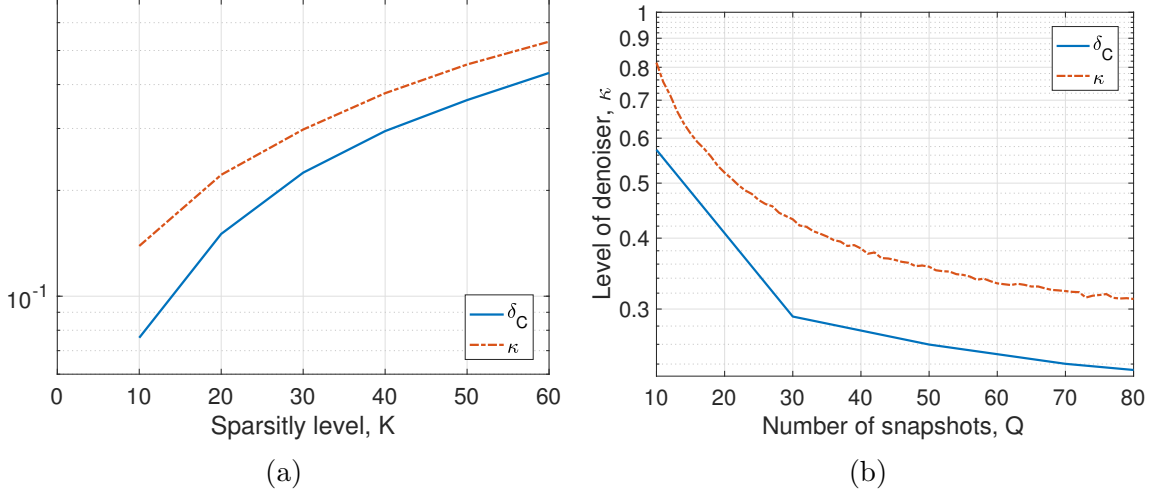 10^-1
0 10 20 30 40 50 60
Sparsitly level, K
δ_C
κ
(a)
1
0.9
0.8
0.7
0.6
0.5
0.4
0.3
Level of denoiser, κ
10 20 30 40 50 60 70 80
Number of snapshots, Q
δ_C
κ
(b)